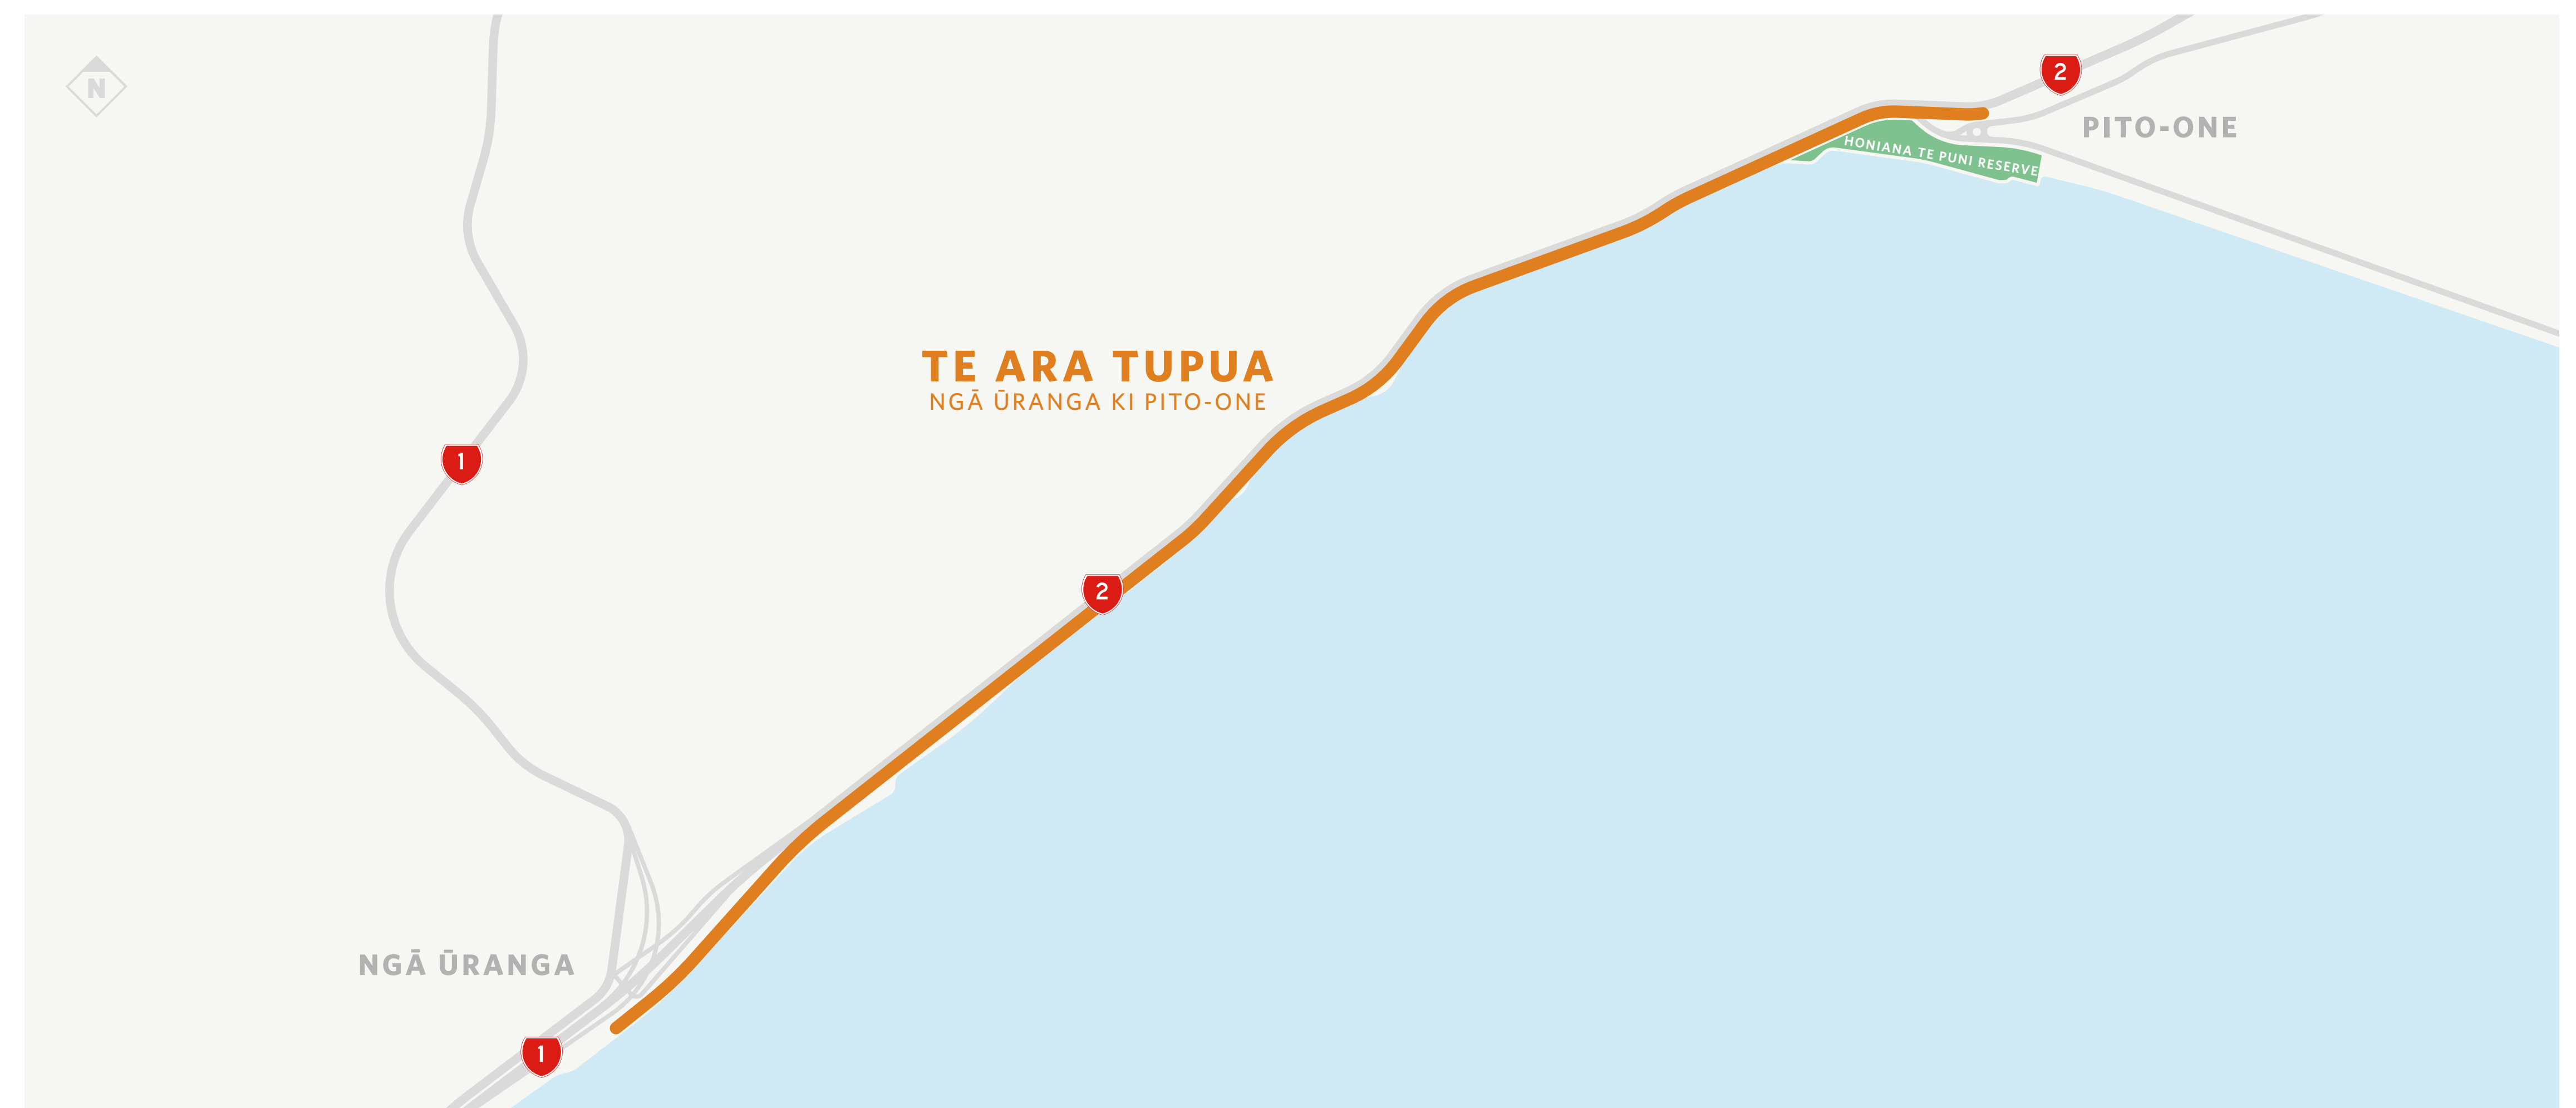 N
2
PITO-ONE
HONIANA TE PUNI RESERVE
TE ARA TUPUA
NGĀ ŪRANGA KI PITO-ONE
1
2
NGĀ ŪRANGA
1